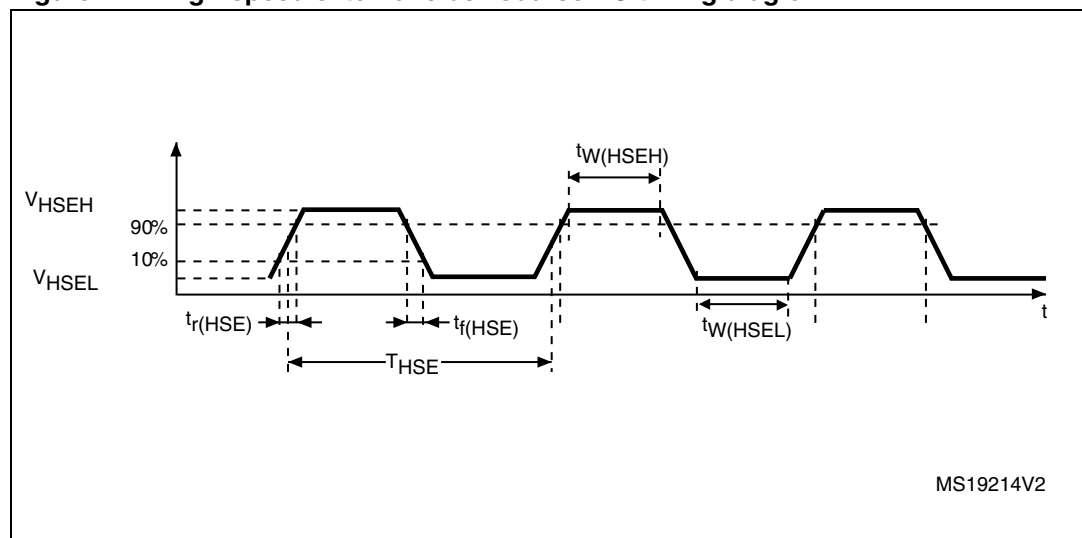 tW(HSEH)
VHSEH
90%
10%
VHSEL
tr(HSE)
tf(HSE)
tW(HSEL)
t
THSE
MS19214V2